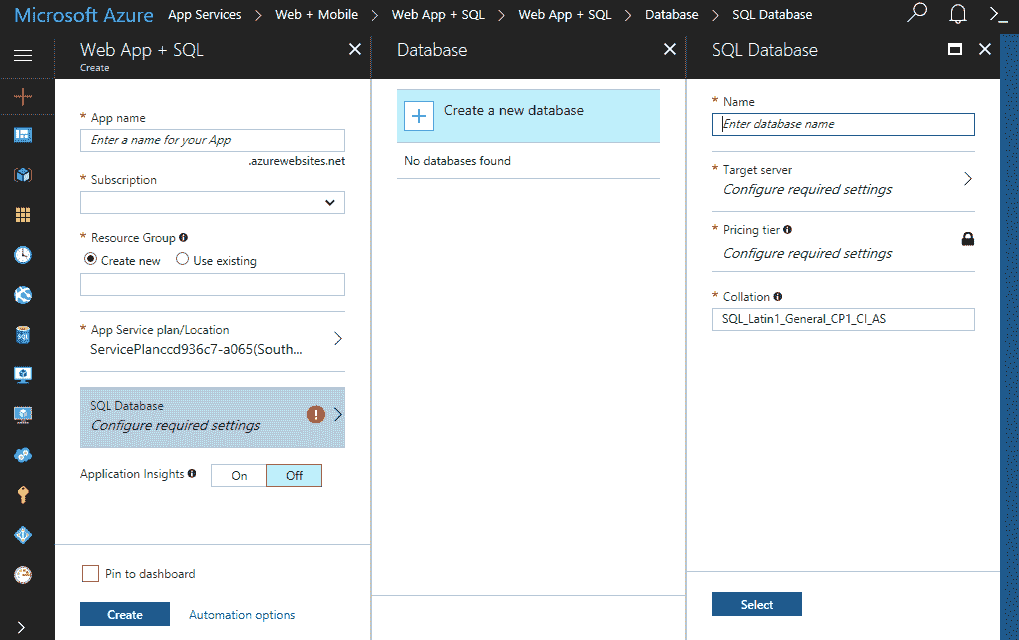 Microsoft Azure App Services > Web + Mobile > Web App + SQL > Web App + SQL > Database > SQL Database
Web App + SQL
Create
* App name
Enter a name for your App
.azurewebsites.net
* Subscription
* Resource Group
Create new Use existing
* App Service plan/Location
ServicePlanccd936c7-a065(South...
SQL Database
Configure required settings
Application Insights On Off
Pin to dashboard
Create Automation options
Database
Create a new database
No databases found
SQL Database
* Name
Enter database name
* Target server
Configure required settings
* Pricing tier
Configure required settings
* Collation
SQL_Latin1_General_CP1_CI_AS
Select